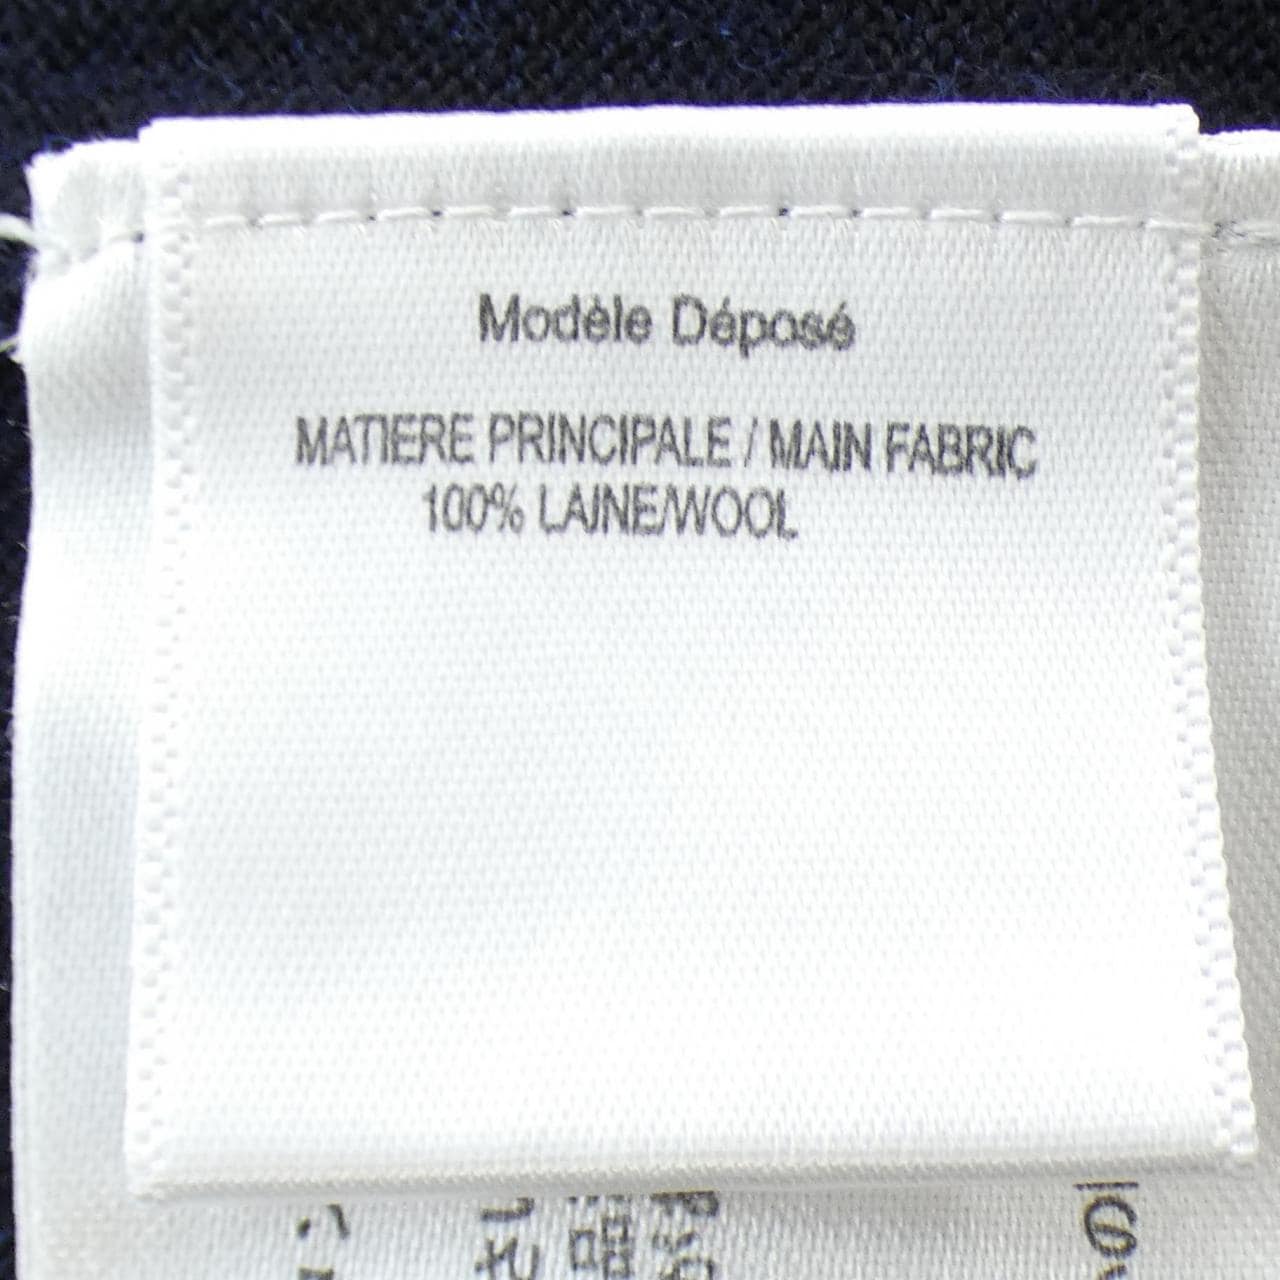 Modèle Déposé
MATIERE PRINCIPALE / MAIN FABRIC
100% LAINE/WOOL